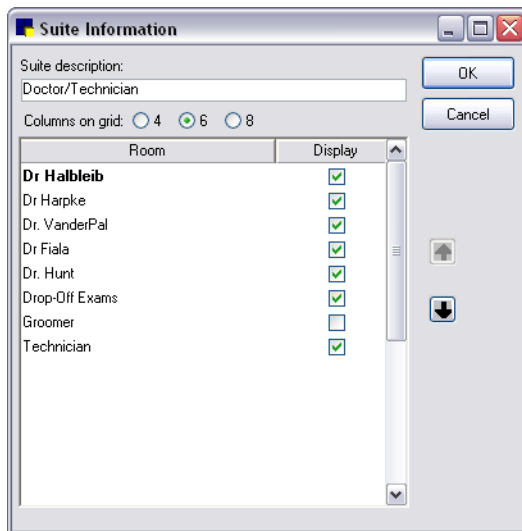 Suite Information
Suite description:
OK
Doctor/Technician
Columns on grid: 4 6 8
Cancel
Room Display
Dr Halbleib
Dr Harpke
Dr. VanderPal
Dr Fiala
Dr. Hunt
Drop-Off Exams
Groomer
Technician